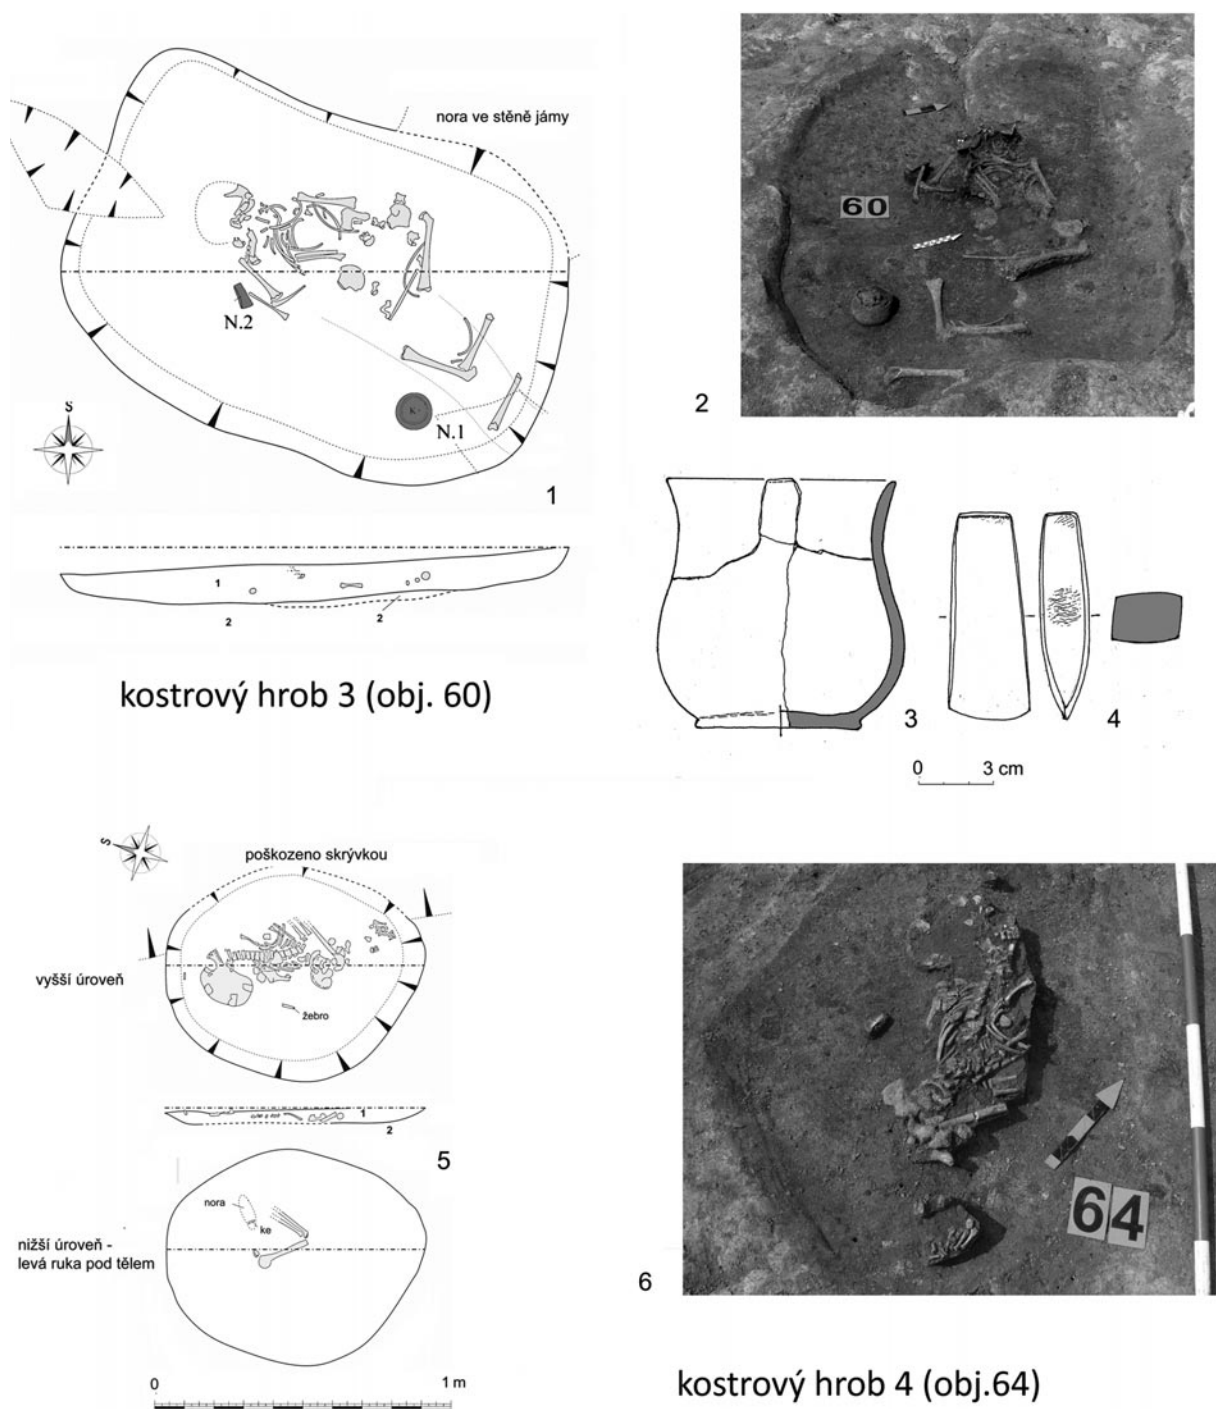 nora ve stěně jámy
N.2
K
N.1
S
1
1
2
2
kostrový hrob 3 (obj. 60)
60
2
3
4
0 3 cm
S
poškozeno skrývkou
vyšší úroveň
žebro
1
2
5
nora
ke
nižší úroveň -
levá ruka pod tělem
0 1 m
64
6
kostrový hrob 4 (obj.64)